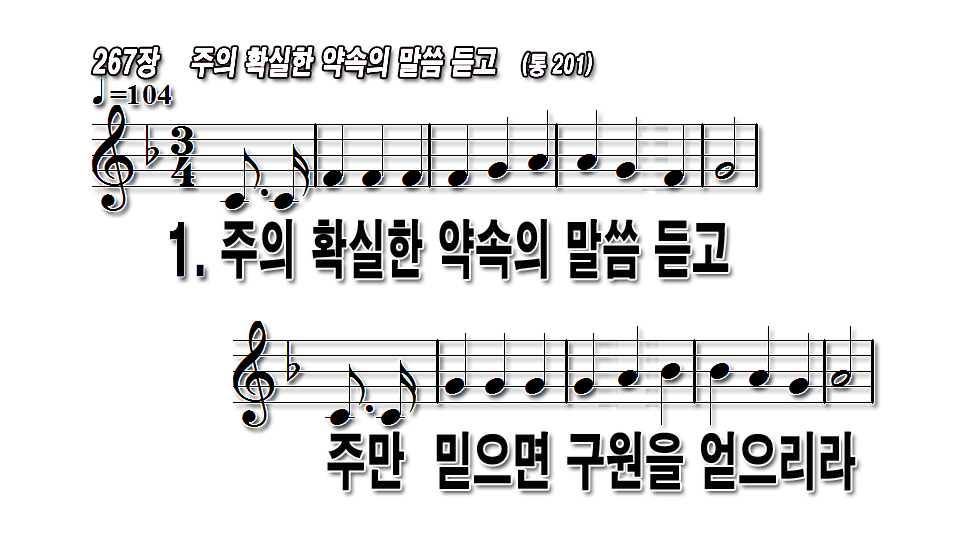 267장 주의 확실한 약속의 말씀 듣고 (통 201)
♩=104
3
4
1. 주의 확실한 약속의 말씀 듣고
주만 믿으면 구원을 얻으리라